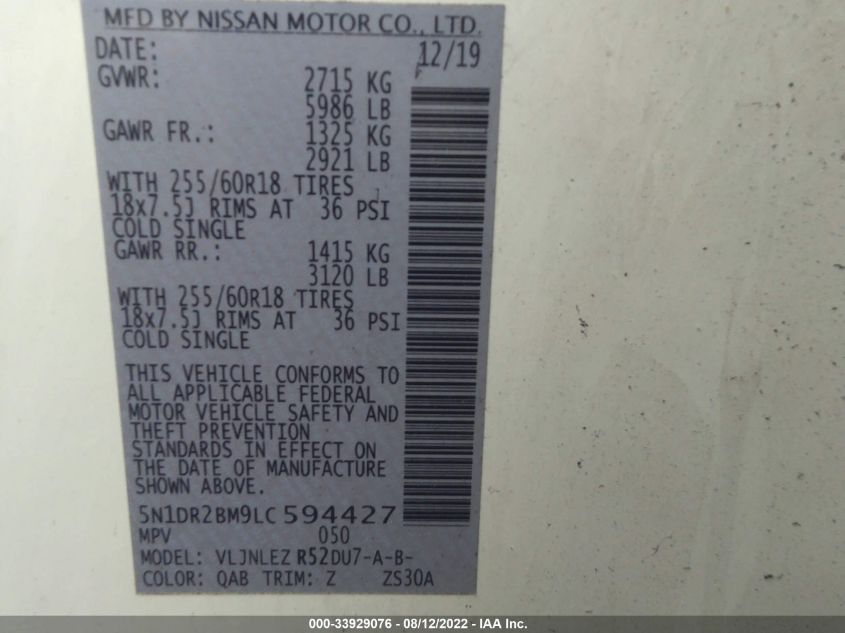 MFD BY NISSAN MOTOR CO., LTD.
DATE: 12/19
GVWR: 2715 KG
5986 LB
GAWR FR.: 1325 KG
2921 LB
WITH 255/60R18 TIRES
18x7.5J RIMS AT 36 PSI
COLD SINGLE
GAWR RR.: 1415 KG
3120 LB
WITH 255/60R18 TIRES
18x7.5J RIMS AT 36 PSI
COLD SINGLE
THIS VEHICLE CONFORMS TO
ALL APPLICABLE FEDERAL
MOTOR VEHICLE SAFETY AND
THEFT PREVENTION
STANDARDS IN EFFECT ON
THE DATE OF MANUFACTURE
SHOWN ABOVE.
5N1DR2BM9LC594427
MPV 050
MODEL: VLJNLEZ R52DU7-A-B-
COLOR: QAB TRIM: Z ZS30A
000-33929076 - 08/12/2022 - IAA Inc.